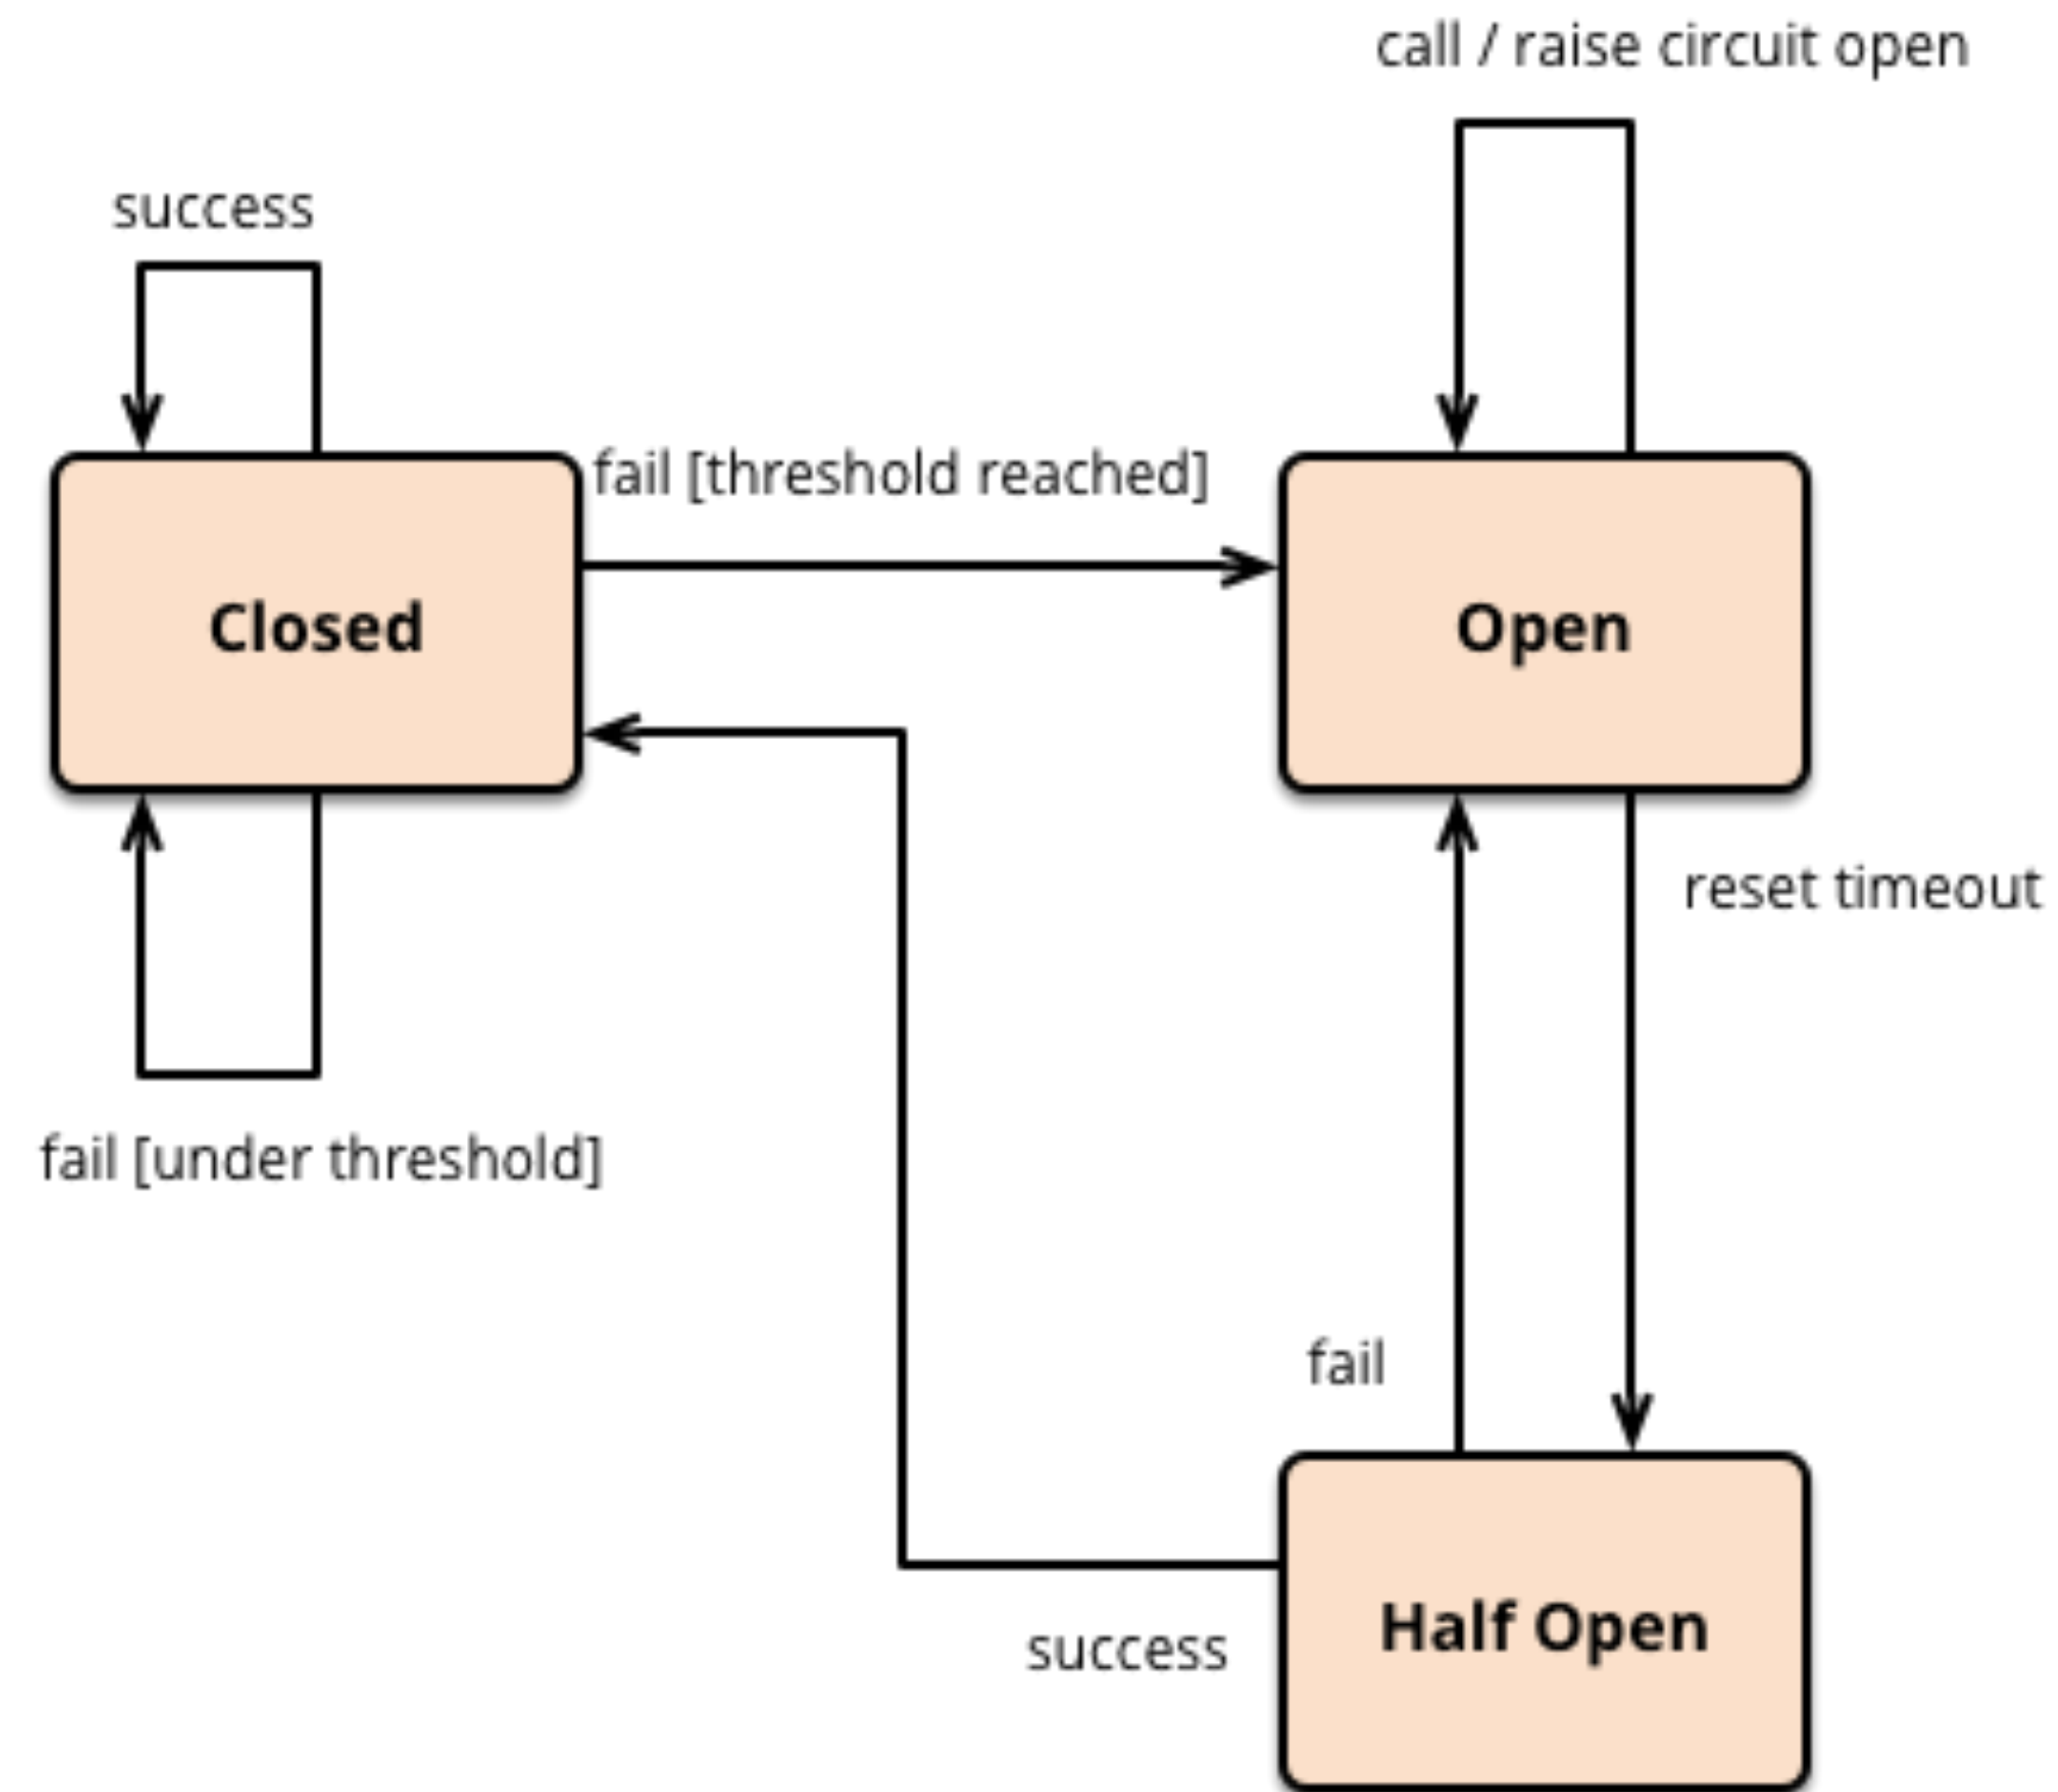 call / raise circuit open
success
fail [threshold reached]
Closed
Open
reset timeout
fail [under threshold]
fail
Half Open
success